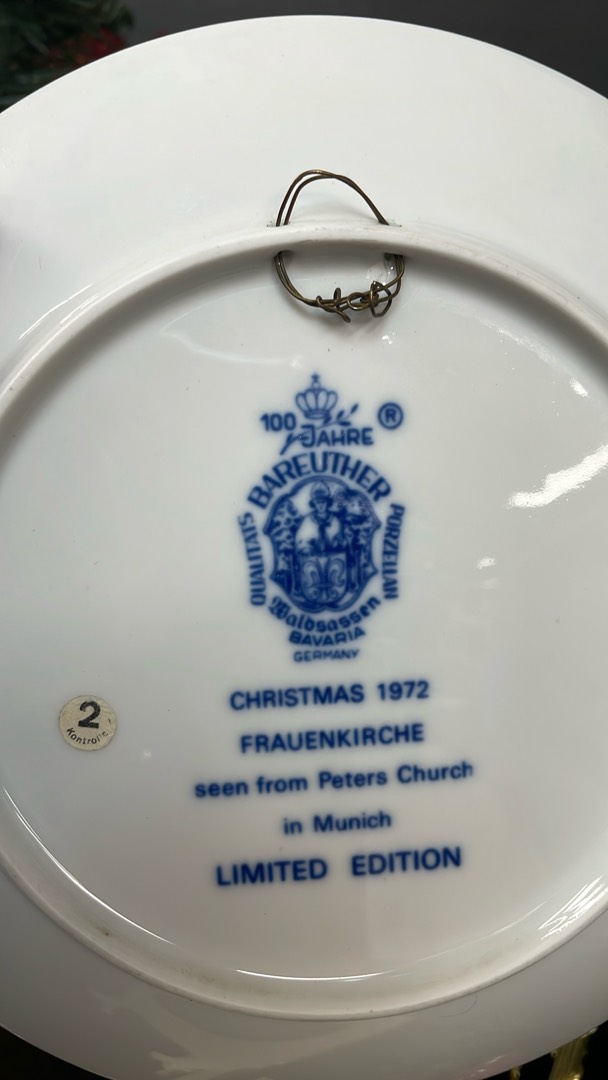 100 JAHRE ®
BAREUTHER
QUALITÄTS PORZELLAN
Waldsassen
BAVARIA
GERMANY
CHRISTMAS 1972
FRAUENKIRCHE
seen from Peters Church
in Munich
LIMITED EDITION
2
Kontrolle